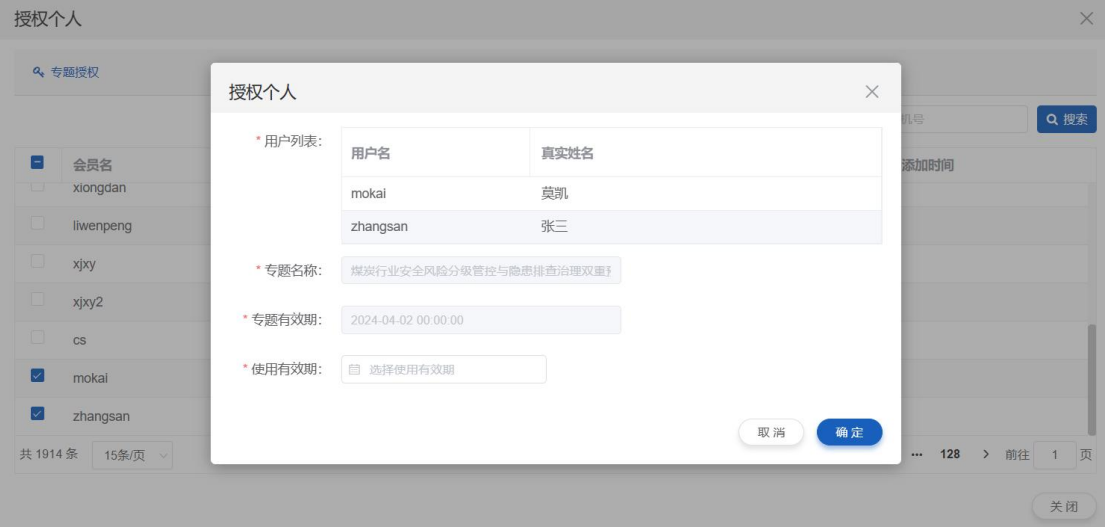 授权个人
专题授权
机号
搜索
会员名
添加时间
xiongdan
liwenpeng
xjxy
xjxy2
cs
mokai
zhangsan
共 1914 条
15条/页
128
前往
1
页
关闭
授权个人
* 用户列表:
用户名
真实姓名
mokai
莫凯
zhangsan
张三
* 专题名称:
煤炭行业安全风险分级管控与隐患排查治理双重
* 专题有效期:
2024-04-02 00:00:00
* 使用有效期:
选择使用有效期
取消
确定